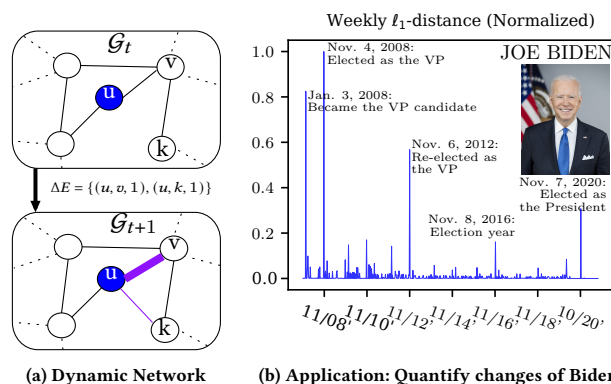 Weekly ℓ₁-distance (Normalized)
𝒢ₜ
v
u
k
ΔE = {(u, v, 1), (u, k, 1)}
𝒢ₜ₊₁
v
u
k
(a) Dynamic Network
1.0
0.8
0.6
0.4
0.2
0.0
Nov. 4, 2008:
Elected as the VP
Jan. 3, 2008:
Became the VP candidate
Nov. 6, 2012:
Re-elected as
the VP
Nov. 8, 2016:
Election year
JOE BIDEN
Nov. 7, 2020:
Elected as
the President
11/08'
11/10'
11/12'
11/14'
11/16'
11/18'
10/20'
(b) Application: Quantify changes of Biden